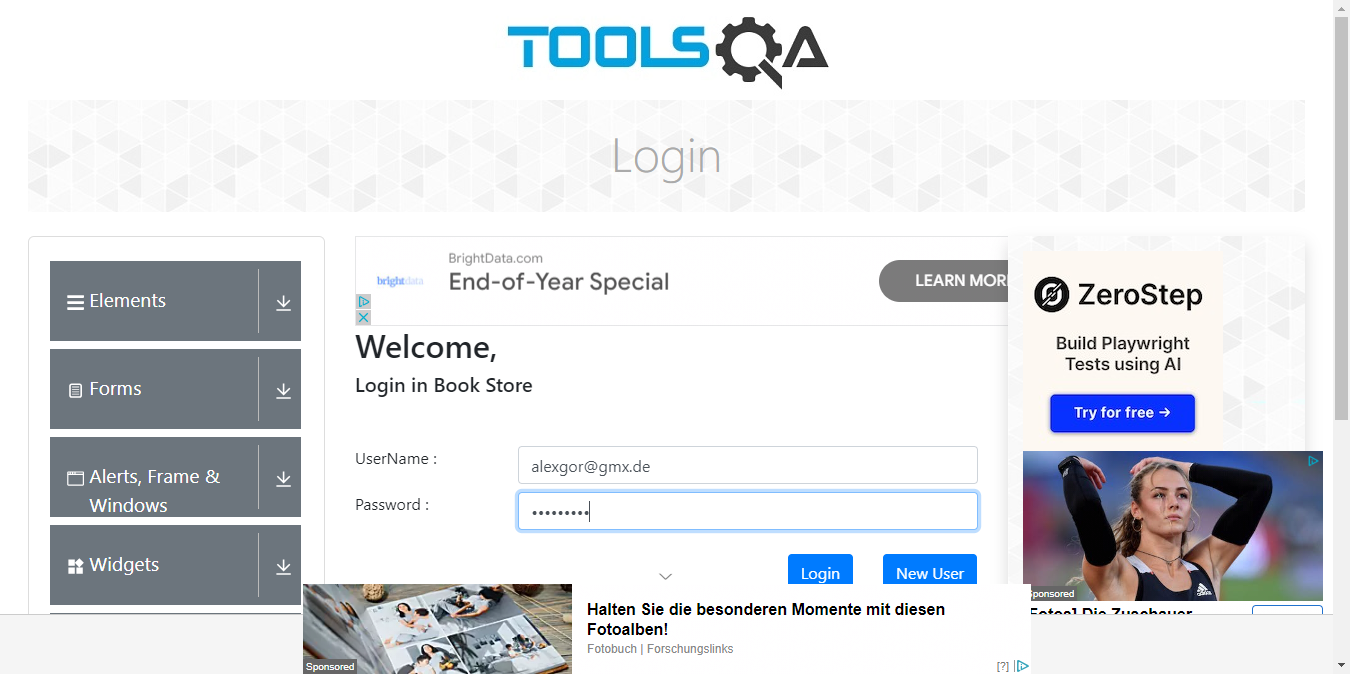 TOOLSQA
Login
Elements
Forms
Alerts, Frame &
Windows
Widgets
BrightData.com
brightdata
End-of-Year Special
LEARN MOR
Welcome,
Login in Book Store
UserName :
alexgor@gmx.de
Password :
•••••••••
Login
New User
ZeroStep
Build Playwright
Tests using AI
Try for free →
Sponsored
Halten Sie die besonderen Momente mit diesen
Fotoalben!
Fotobuch | Forschungslinks
Sponsored
[?]
[Fotos] Die Zuschauer